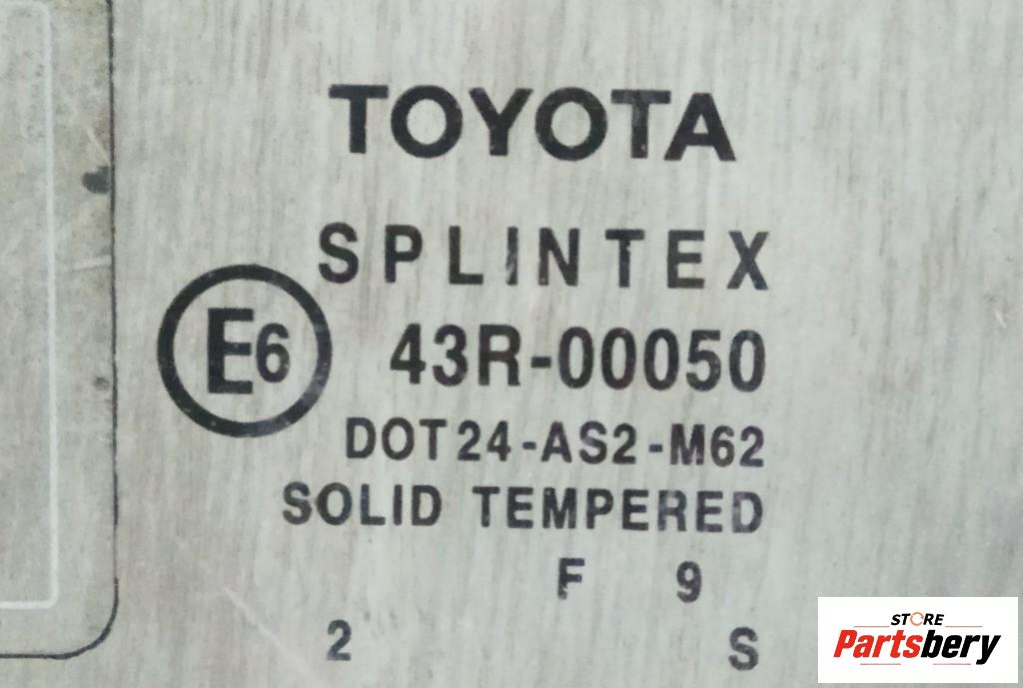 TOYOTA
SPLINTEX
E6 43R-00050
DOT24-AS2-M62
SOLID TEMPERED
F 9
2 S
STORE
Partsbery